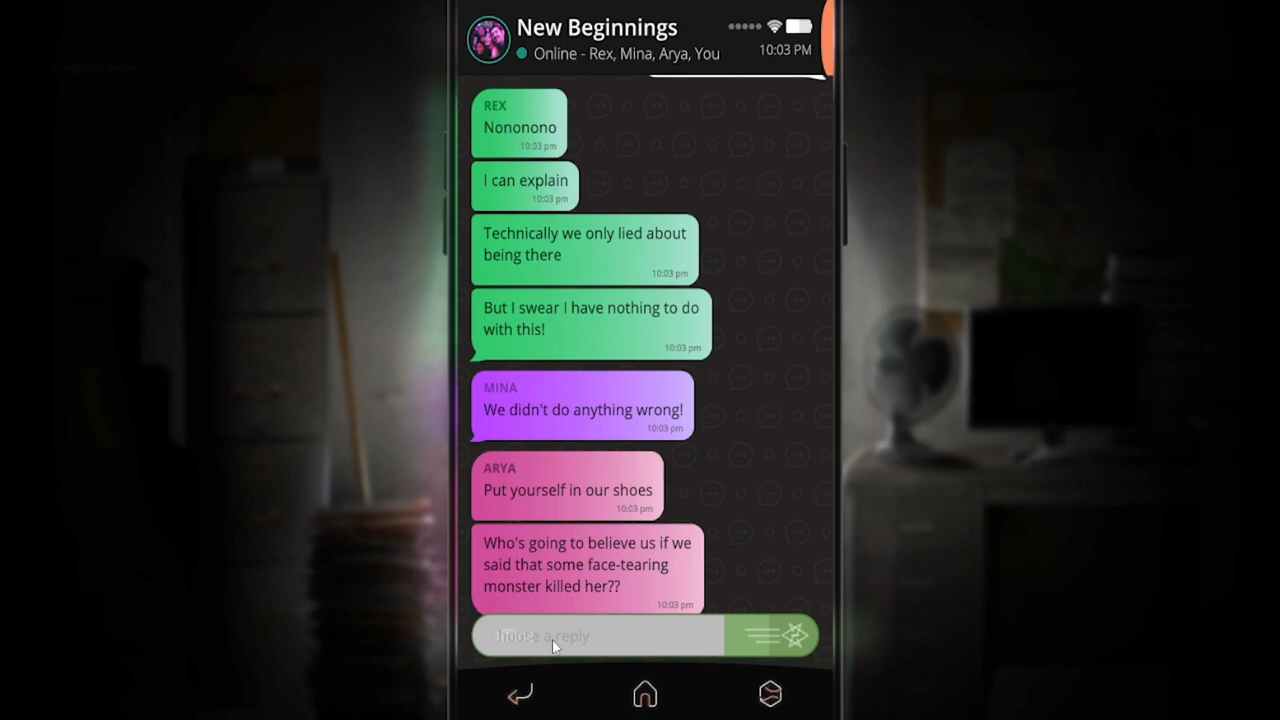 New Beginnings
Online - Rex, Mina, Arya, You
10:03 PM
REX
Nononono
10:03 pm
I can explain
10:03 pm
Technically we only lied about
being there
10:03 pm
But I swear I have nothing to do
with this!
10:03 pm
MINA
We didn't do anything wrong!
10:03 pm
ARYA
Put yourself in our shoes
10:03 pm
Who's going to believe us if we
said that some face-tearing
monster killed her??
10:03 pm
a reply